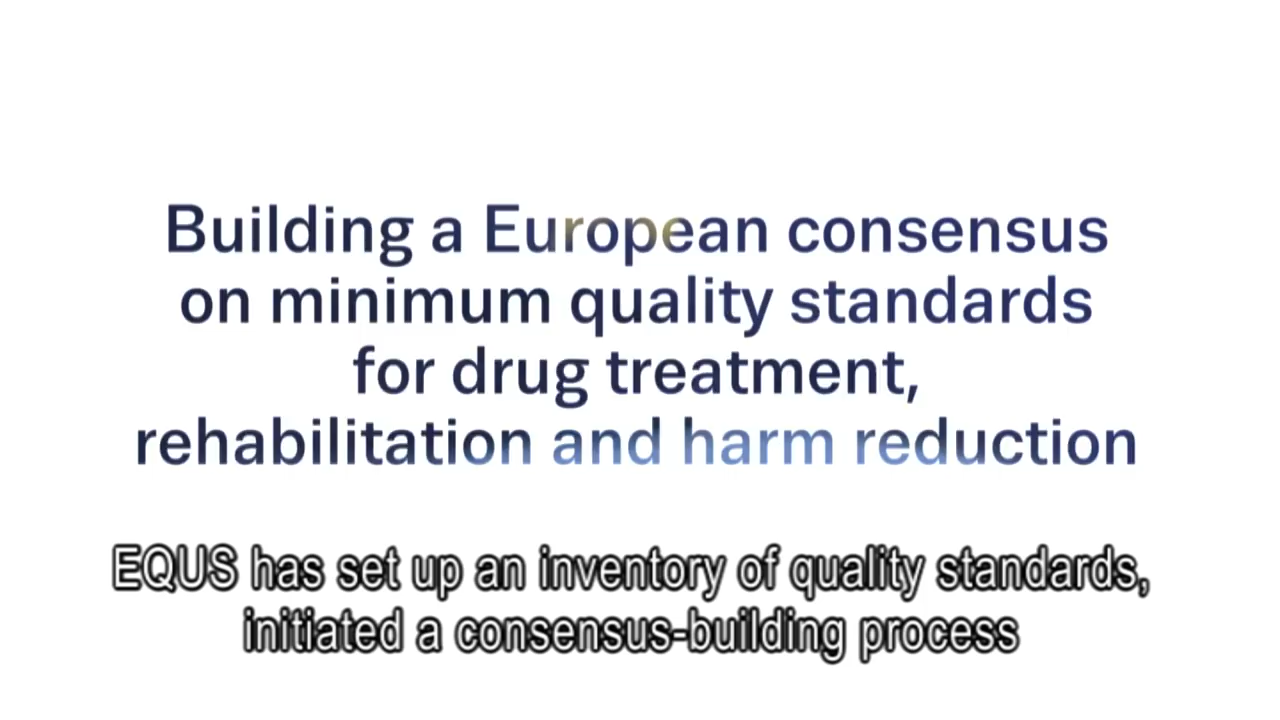 Building a European consensus
on minimum quality standards
for drug treatment,
rehabilitation and harm reduction
EQUS has set up an inventory of quality standards,
initiated a consensus-building process